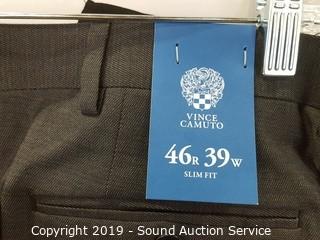 VINCE
CAMUTO
46R 39W
SLIM FIT
Copyright 2019 - Sound Auction Service